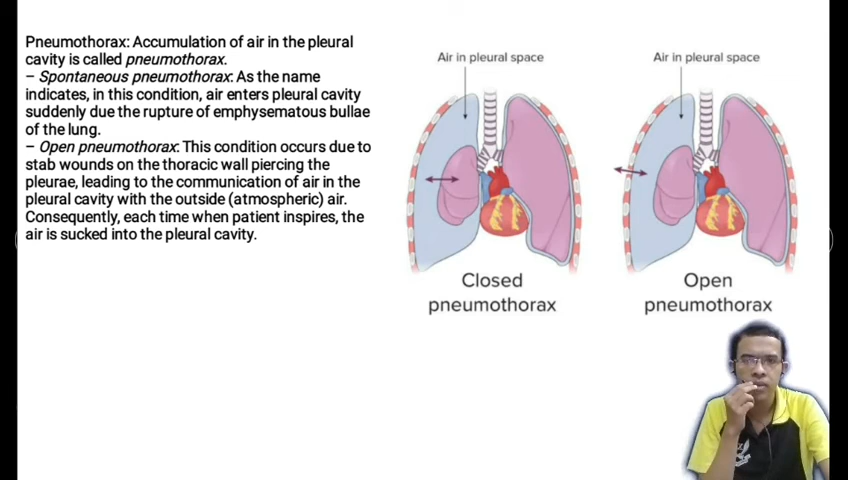 Pneumothorax: Accumulation of air in the pleural
cavity is called pneumothorax.
– Spontaneous pneumothorax: As the name
indicates, in this condition, air enters pleural cavity
suddenly due the rupture of emphysematous bullae
of the lung.
– Open pneumothorax: This condition occurs due to
stab wounds on the thoracic wall piercing the
pleurae, leading to the communication of air in the
pleural cavity with the outside (atmospheric) air.
Consequently, each time when patient inspires, the
air is sucked into the pleural cavity.
Air in pleural space
Closed
pneumothorax
Air in pleural space
Open
pneumothorax